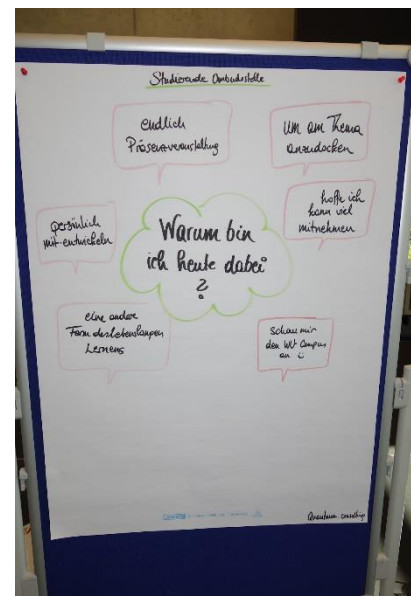 Studierende Ombudsstelle
endlich
Präsenzveranstaltung
Um am Thema
anzudocken
hoffe ich
kann viel
mitnehmen
persönlich
mit-entwickeln
Warum bin
ich heute dabei
?
eine andere
Form des lebenslangen
Lernens
schau mir
den WU Campus
an
consulting